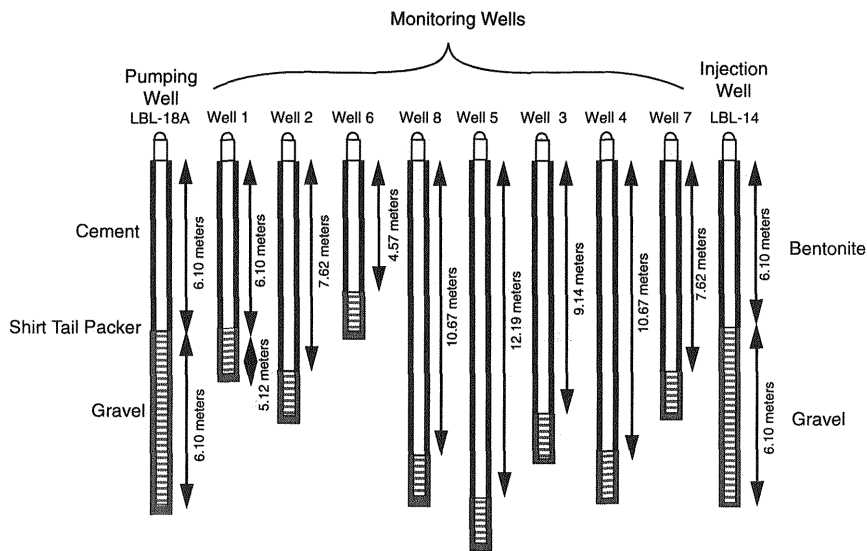 Monitoring Wells
Pumping
Well
LBL-18A
Well 1
Well 2
Well 6
Well 8
Well 5
Well 3
Well 4
Well 7
Injection
Well
LBL-14
Cement
Shirt Tail Packer
Gravel
6.10 meters
6.10 meters
6.10 meters
5.12 meters
7.62 meters
4.57 meters
10.67 meters
12.19 meters
9.14 meters
10.67 meters
7.62 meters
6.10 meters
6.10 meters
Bentonite
Gravel